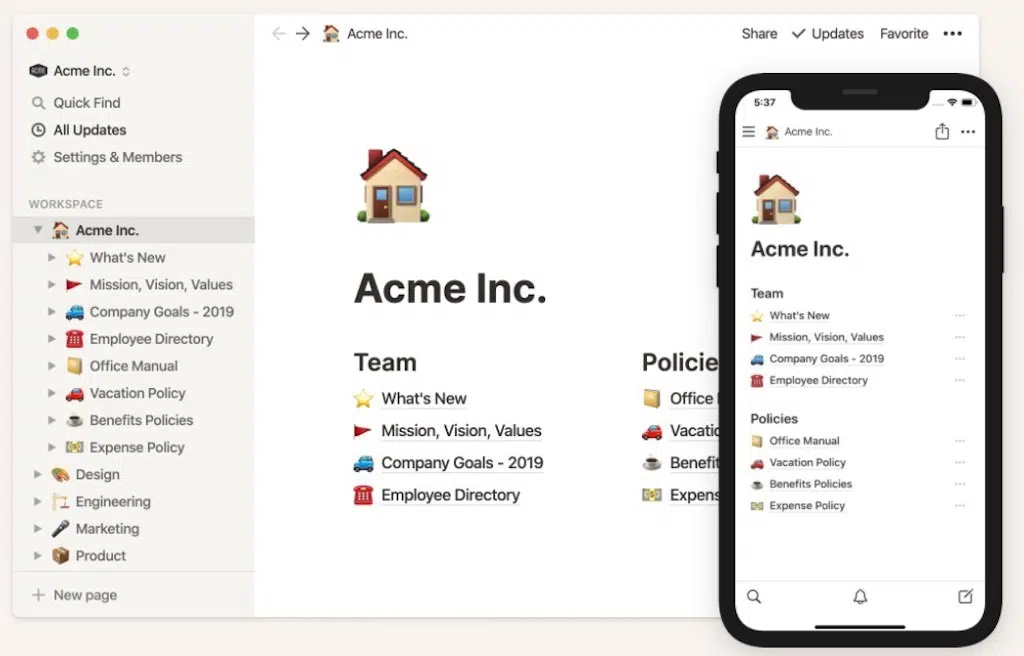 Acme Inc.
Quick Find
All Updates
Settings & Members
WORKSPACE
Acme Inc.
What's New
Mission, Vision, Values
Company Goals - 2019
Employee Directory
Office Manual
Vacation Policy
Benefits Policies
Expense Policy
Design
Engineering
Marketing
Product
New page
Acme Inc.
Share
Updates
Favorite
Acme Inc.
Team
What's New
Mission, Vision, Values
Company Goals - 2019
Employee Directory
Policie
Office
Vacatio
Benefit
Expens
5:37
Acme Inc.
Acme Inc.
Team
What's New
Mission, Vision, Values
Company Goals - 2019
Employee Directory
Policies
Office Manual
Vacation Policy
Benefits Policies
Expense Policy